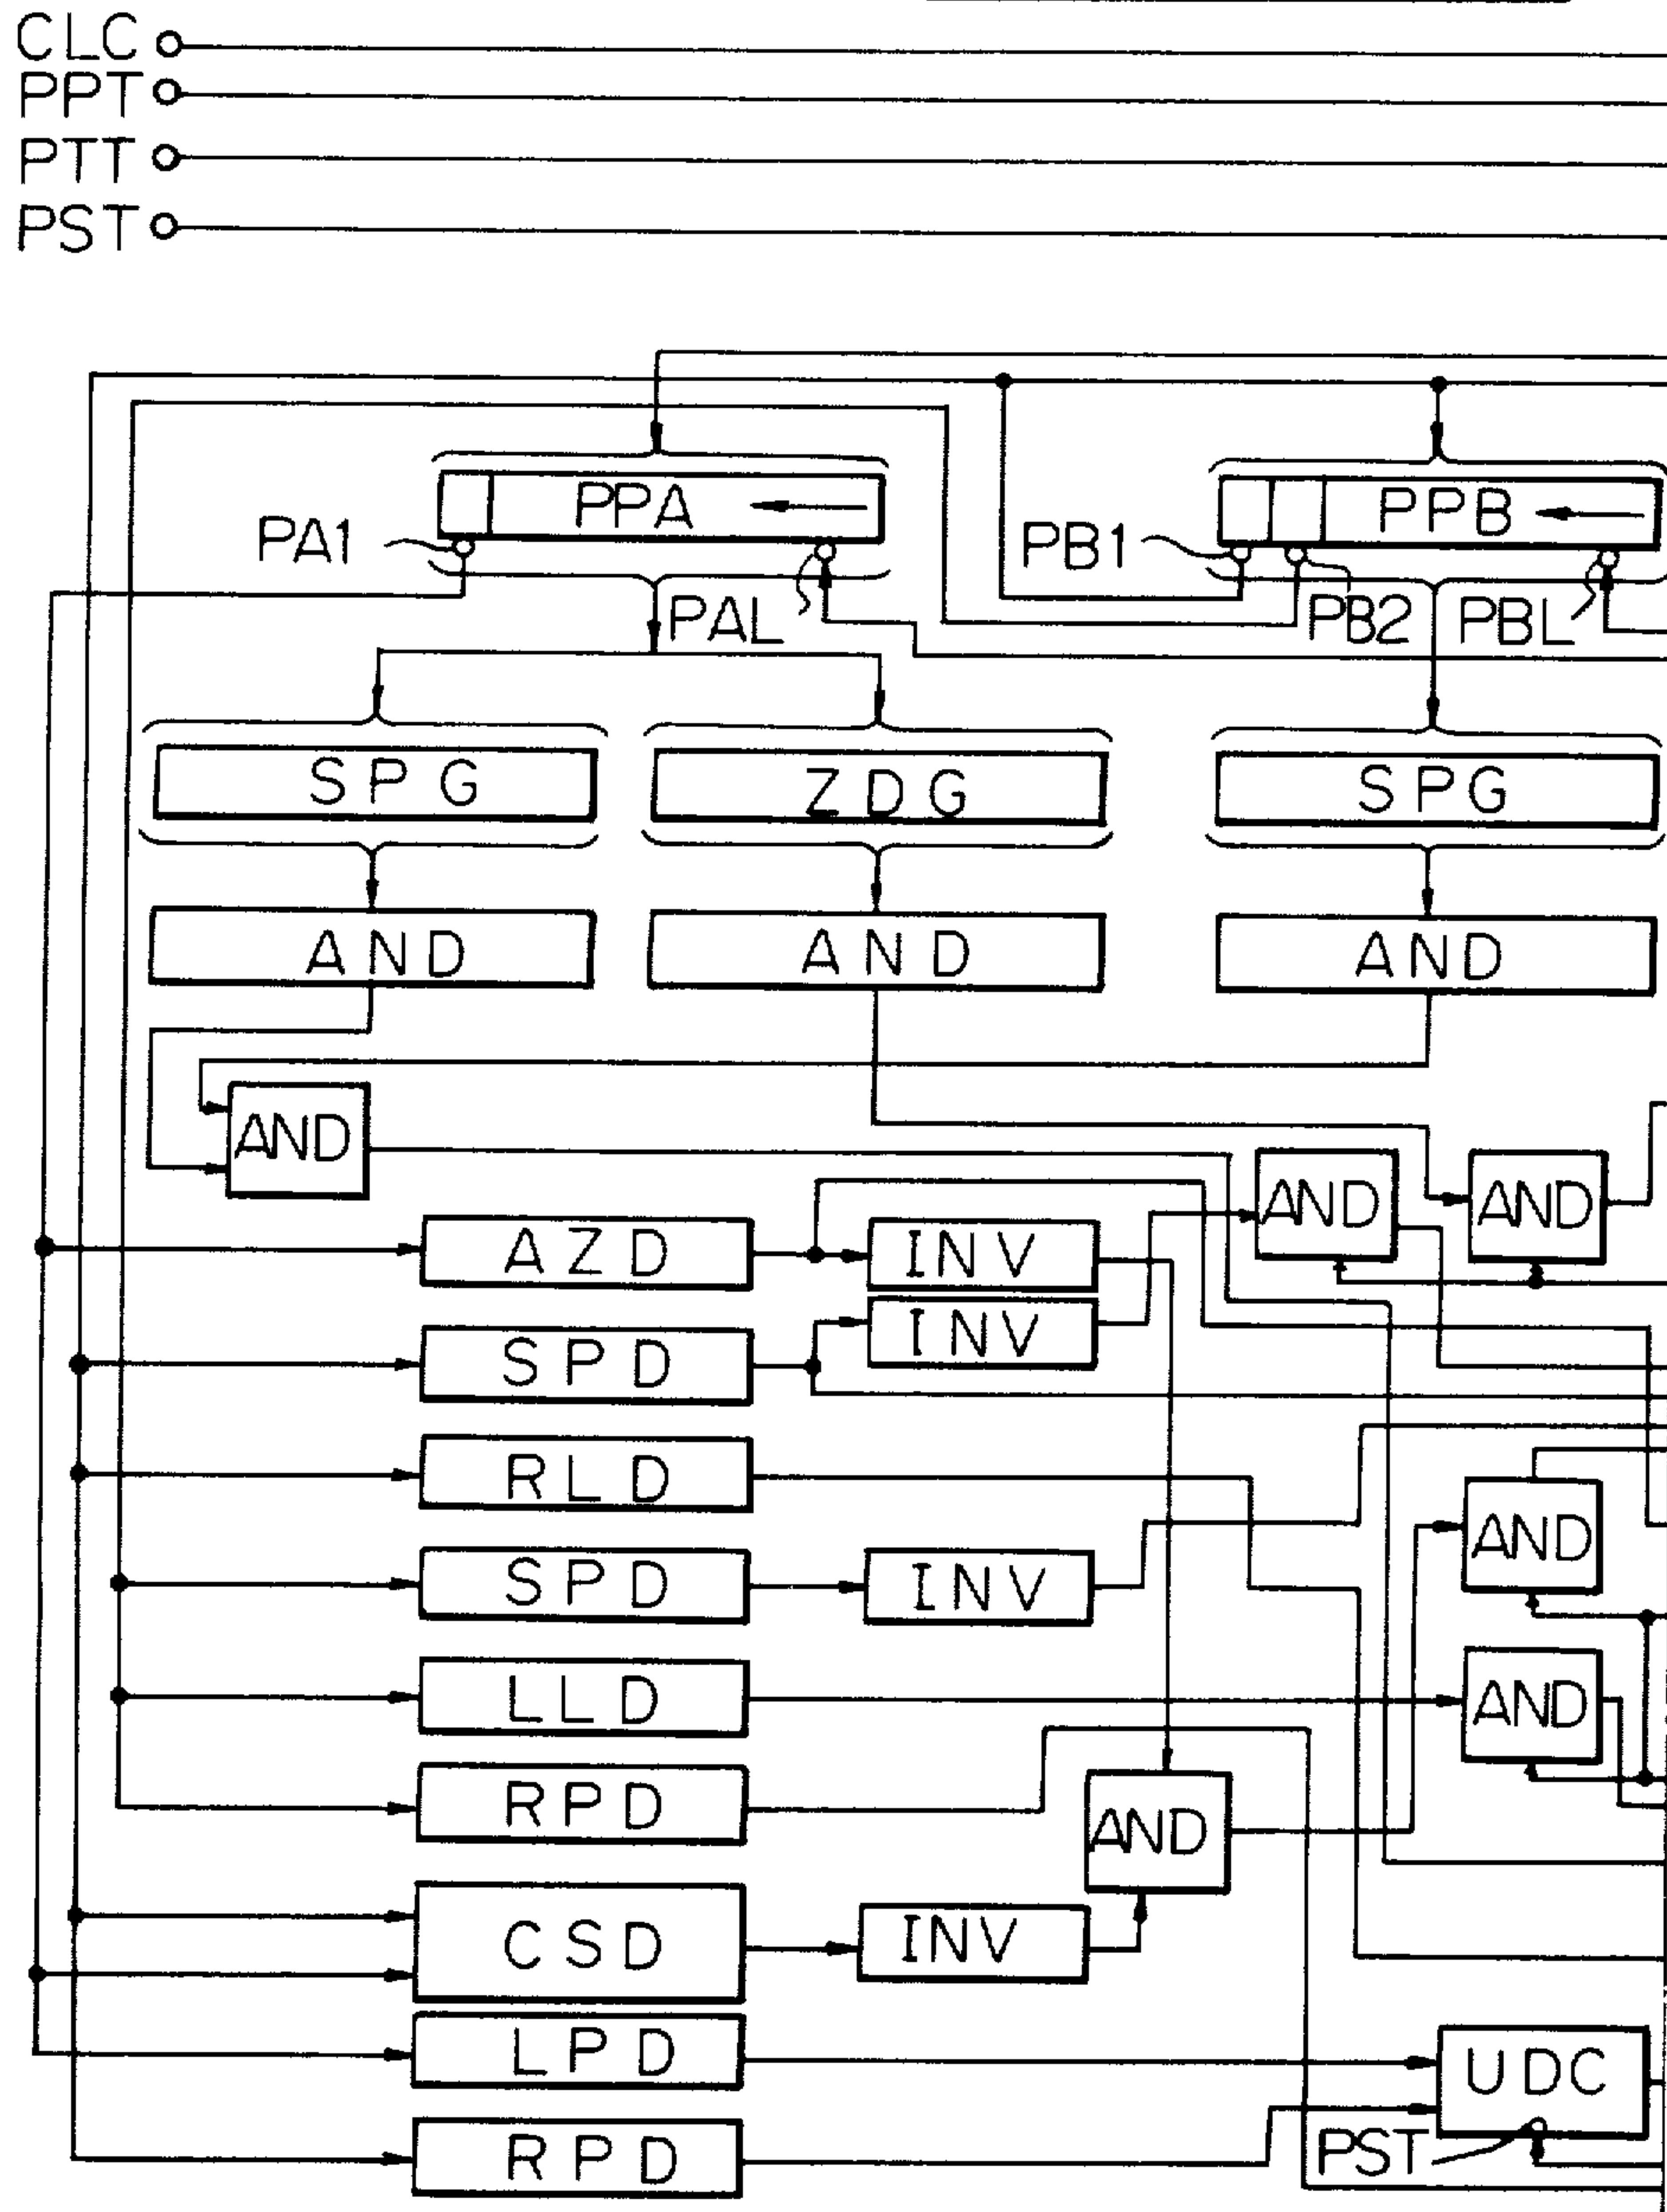 CLC
PPT
PTT
PST
PPA
PPB
PA1
PB1
PAL
PB2
PBL
SPG
ZDG
SPG
AND
AND
AND
AND
AND
AND
AZD
INV
INV
SPD
RLD
AND
SPD
INV
LLD
AND
RPD
AND
CSD
INV
LPD
UDC
RPD
PST